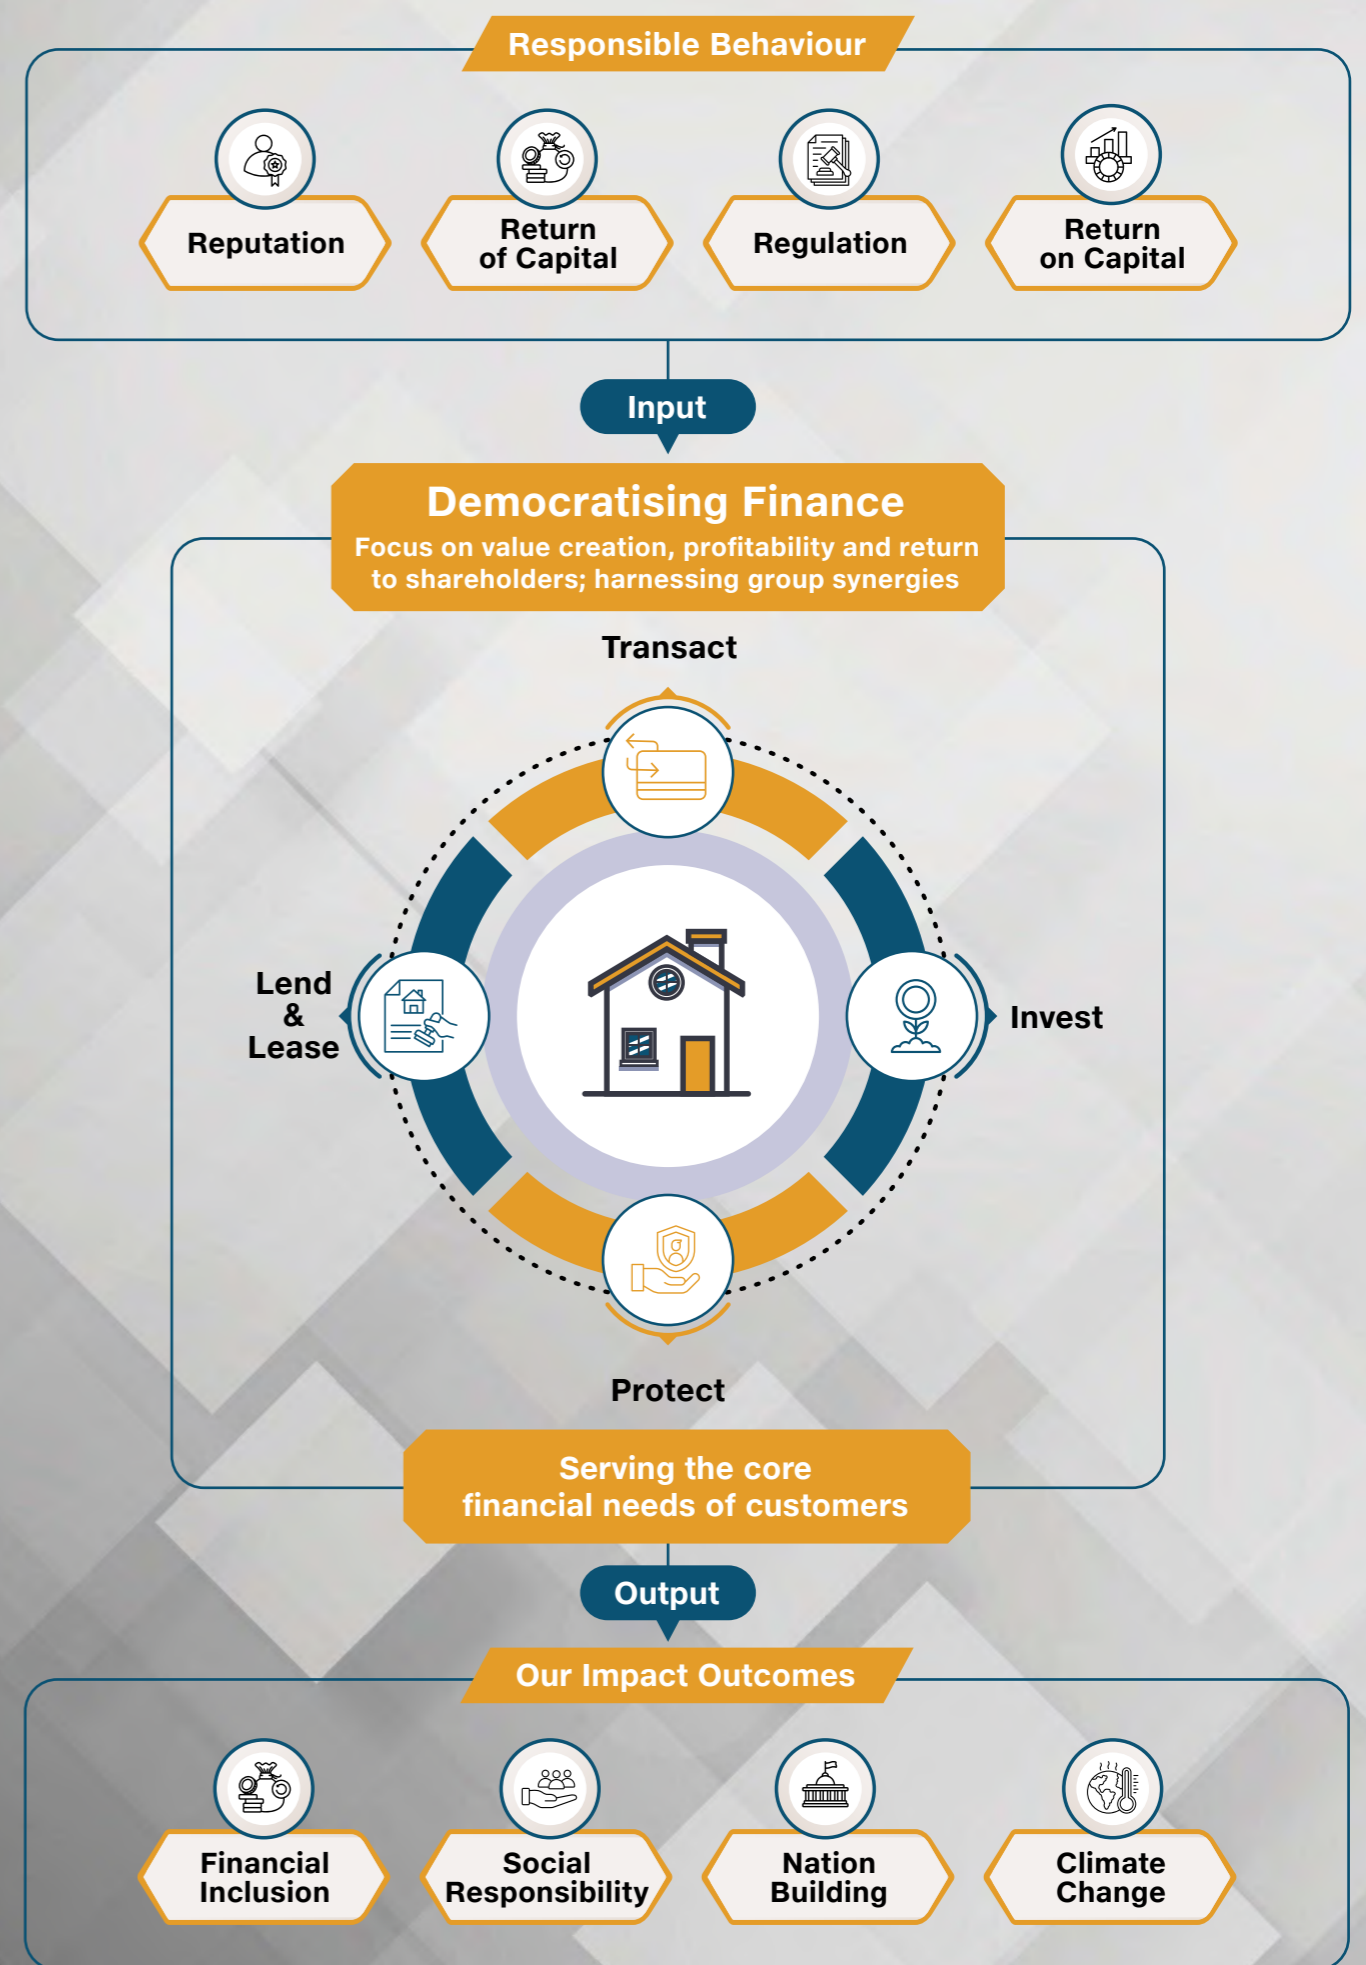 Responsible Behaviour
Reputation
Return
of Capital
Regulation
Return
on Capital
Input
Democratising Finance
Focus on value creation, profitability and return
to shareholders; harnessing group synergies
Transact
Lend
&
Lease
Invest
Protect
Serving the core
financial needs of customers
Output
Our Impact Outcomes
Financial
Inclusion
Social
Responsibility
Nation
Building
Climate
Change